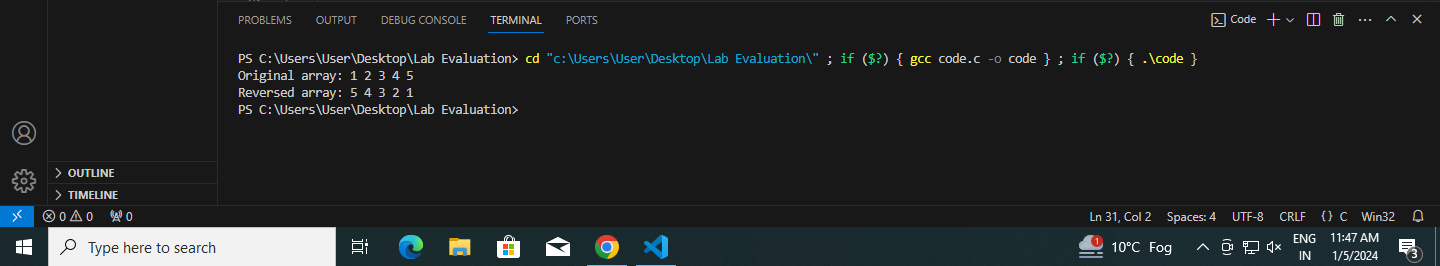 PROBLEMS OUTPUT DEBUG CONSOLE TERMINAL PORTS Code
PS C:\Users\User\Desktop\Lab Evaluation> cd "c:\Users\User\Desktop\Lab Evaluation\" ; if ($?) { gcc code.c -o code } ; if ($?) { .\code }
Original array: 1 2 3 4 5
Reversed array: 5 4 3 2 1
PS C:\Users\User\Desktop\Lab Evaluation>
OUTLINE
TIMELINE
0 0 0 Ln 31, Col 2 Spaces: 4 UTF-8 CRLF {} C Win32
Type here to search
1 10°C Fog
ENG
IN
11:47 AM
1/5/2024
3